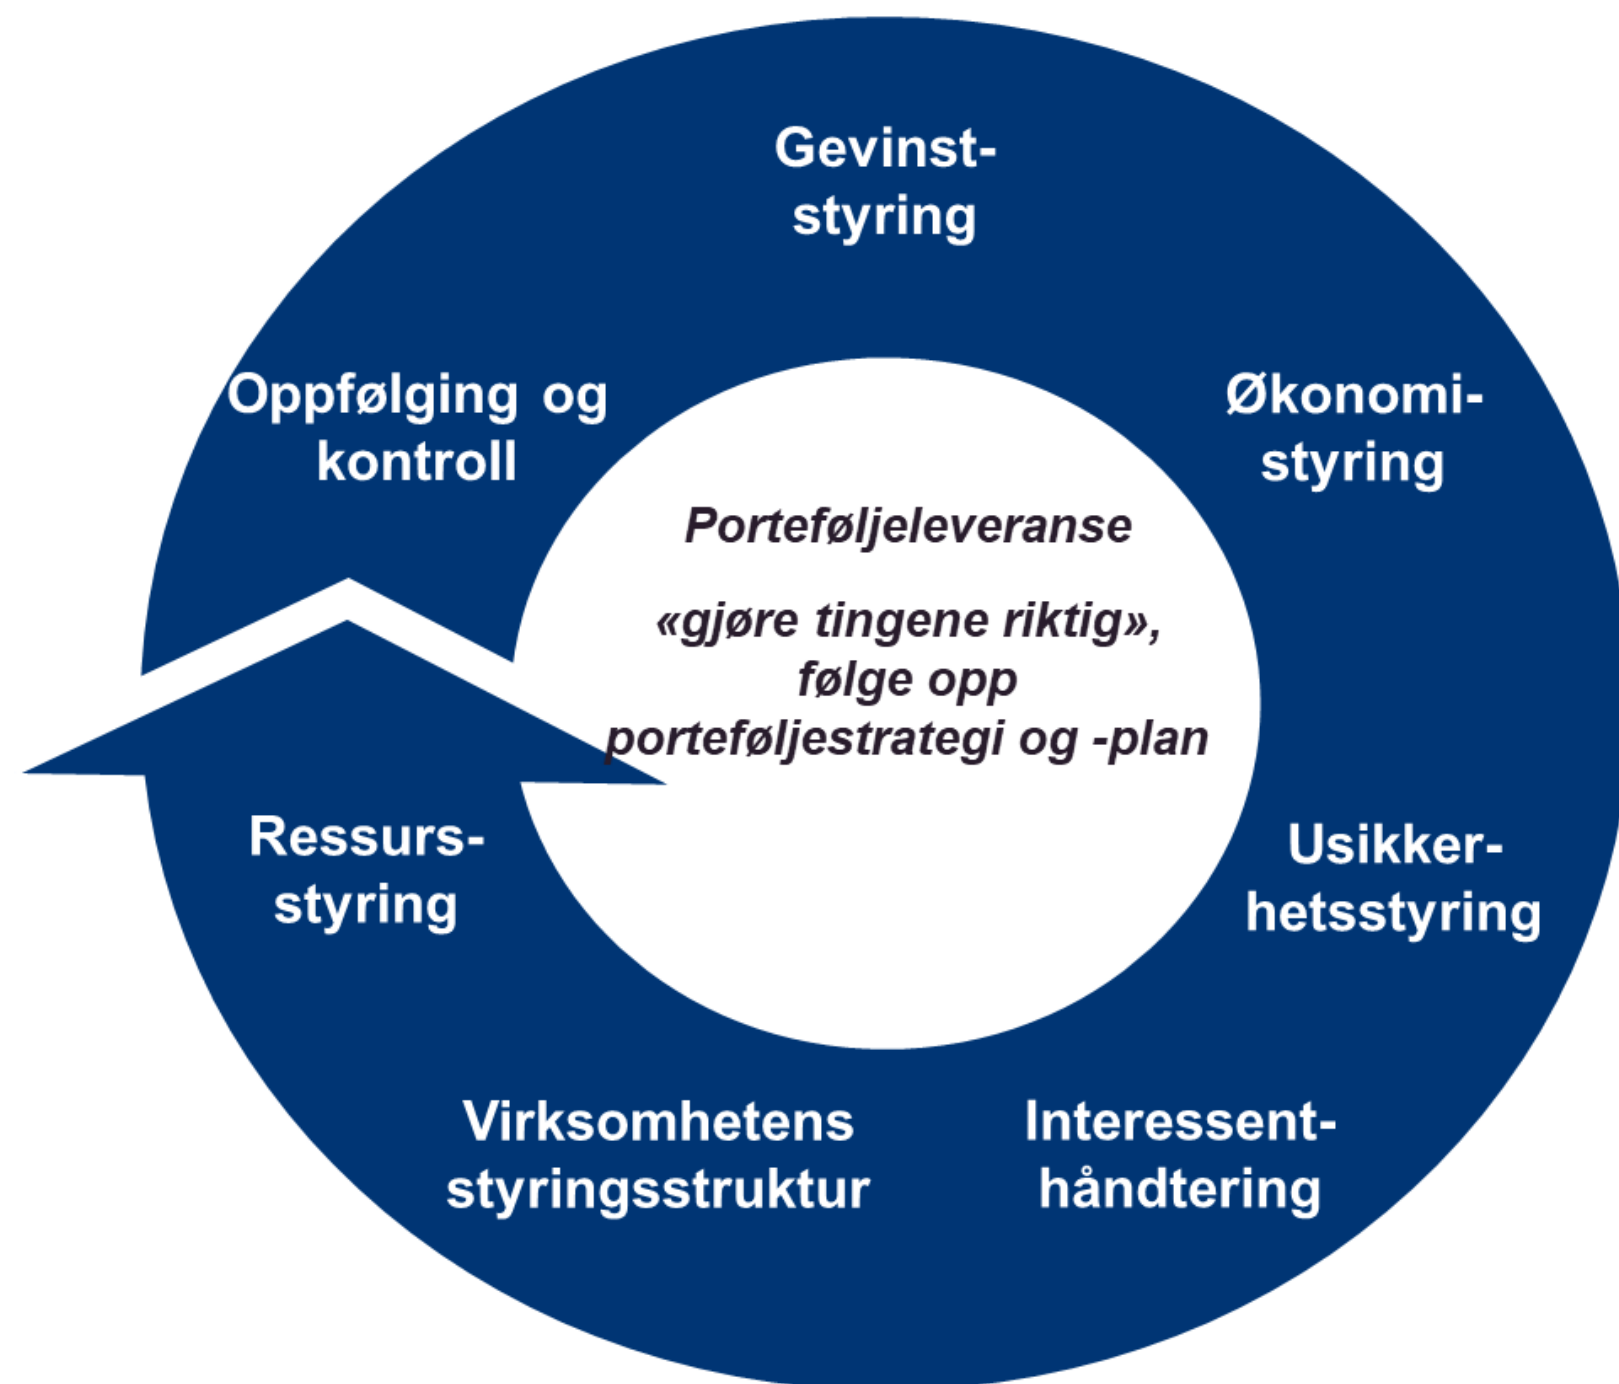 Gevinst-
styring
Oppfølging og
kontroll
Økonomi-
styring
Porteføljeleveranse
«gjøre tingene riktig»,
følge opp
porteføljestrategi og -plan
Ressurs-
styring
Usikker-
hetsstyring
Virksomhetens
styringsstruktur
Interessent-
håndtering